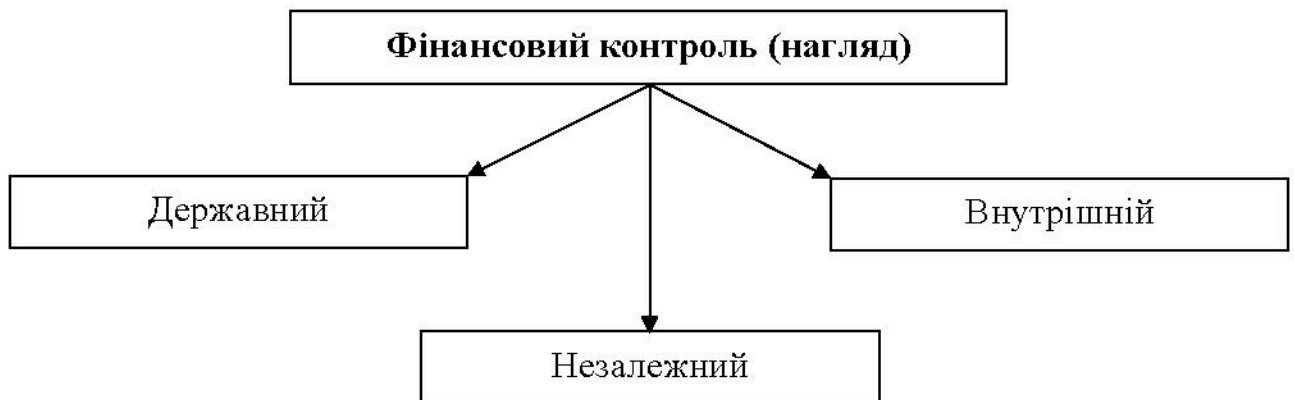 Фінансовий контроль (нагляд)
Державний
Внутрішній
Незалежний